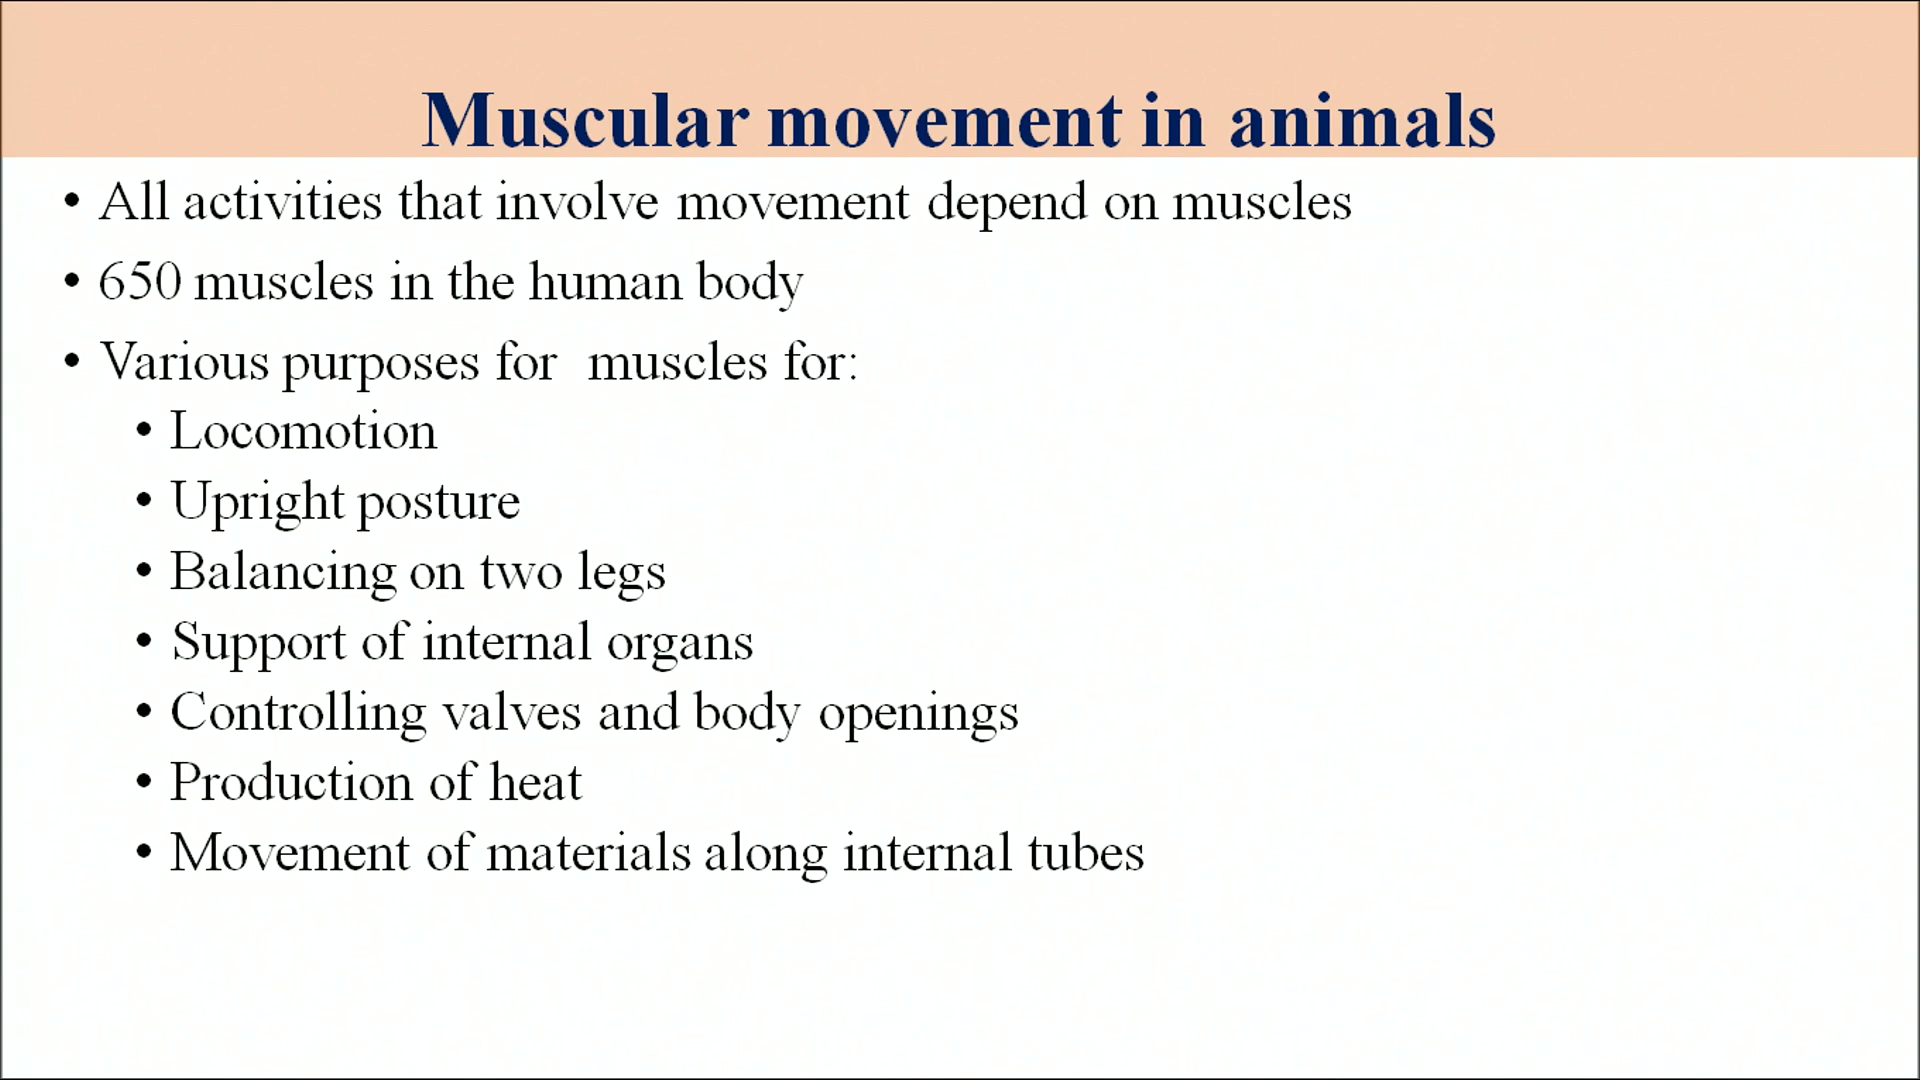 Muscular movement in animals
• All activities that involve movement depend on muscles
• 650 muscles in the human body
• Various purposes for  muscles for:
• Locomotion
• Upright posture
• Balancing on two legs
• Support of internal organs
• Controlling valves and body openings
• Production of heat
• Movement of materials along internal tubes